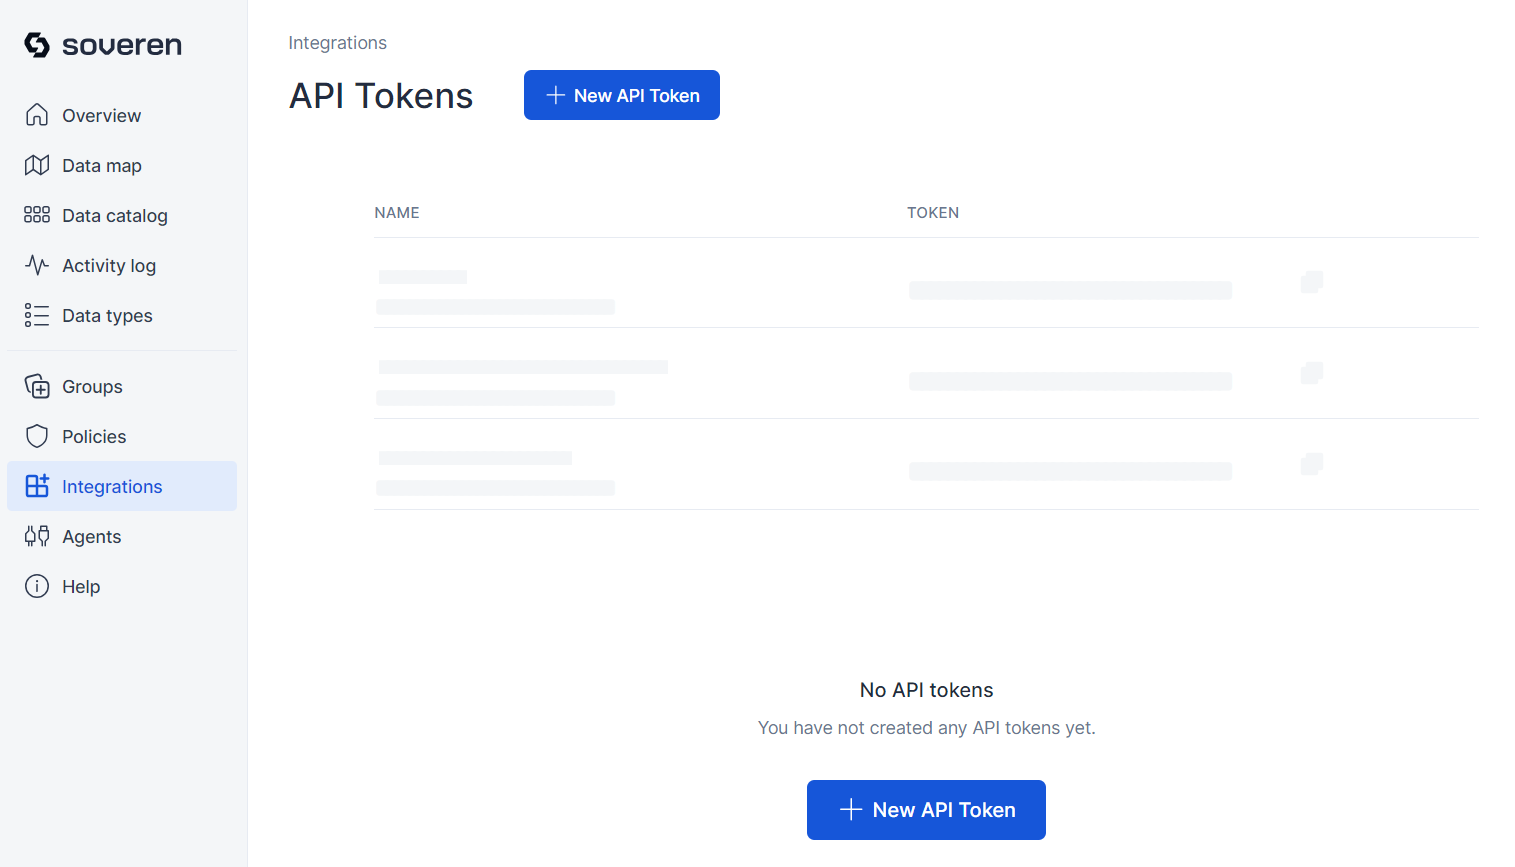 soveren
Overview
Data map
Data catalog
Activity log
Data types
Groups
Policies
Integrations
Agents
Help
Integrations
API Tokens
New API Token
NAME
TOKEN
No API tokens
You have not created any API tokens yet.
New API Token